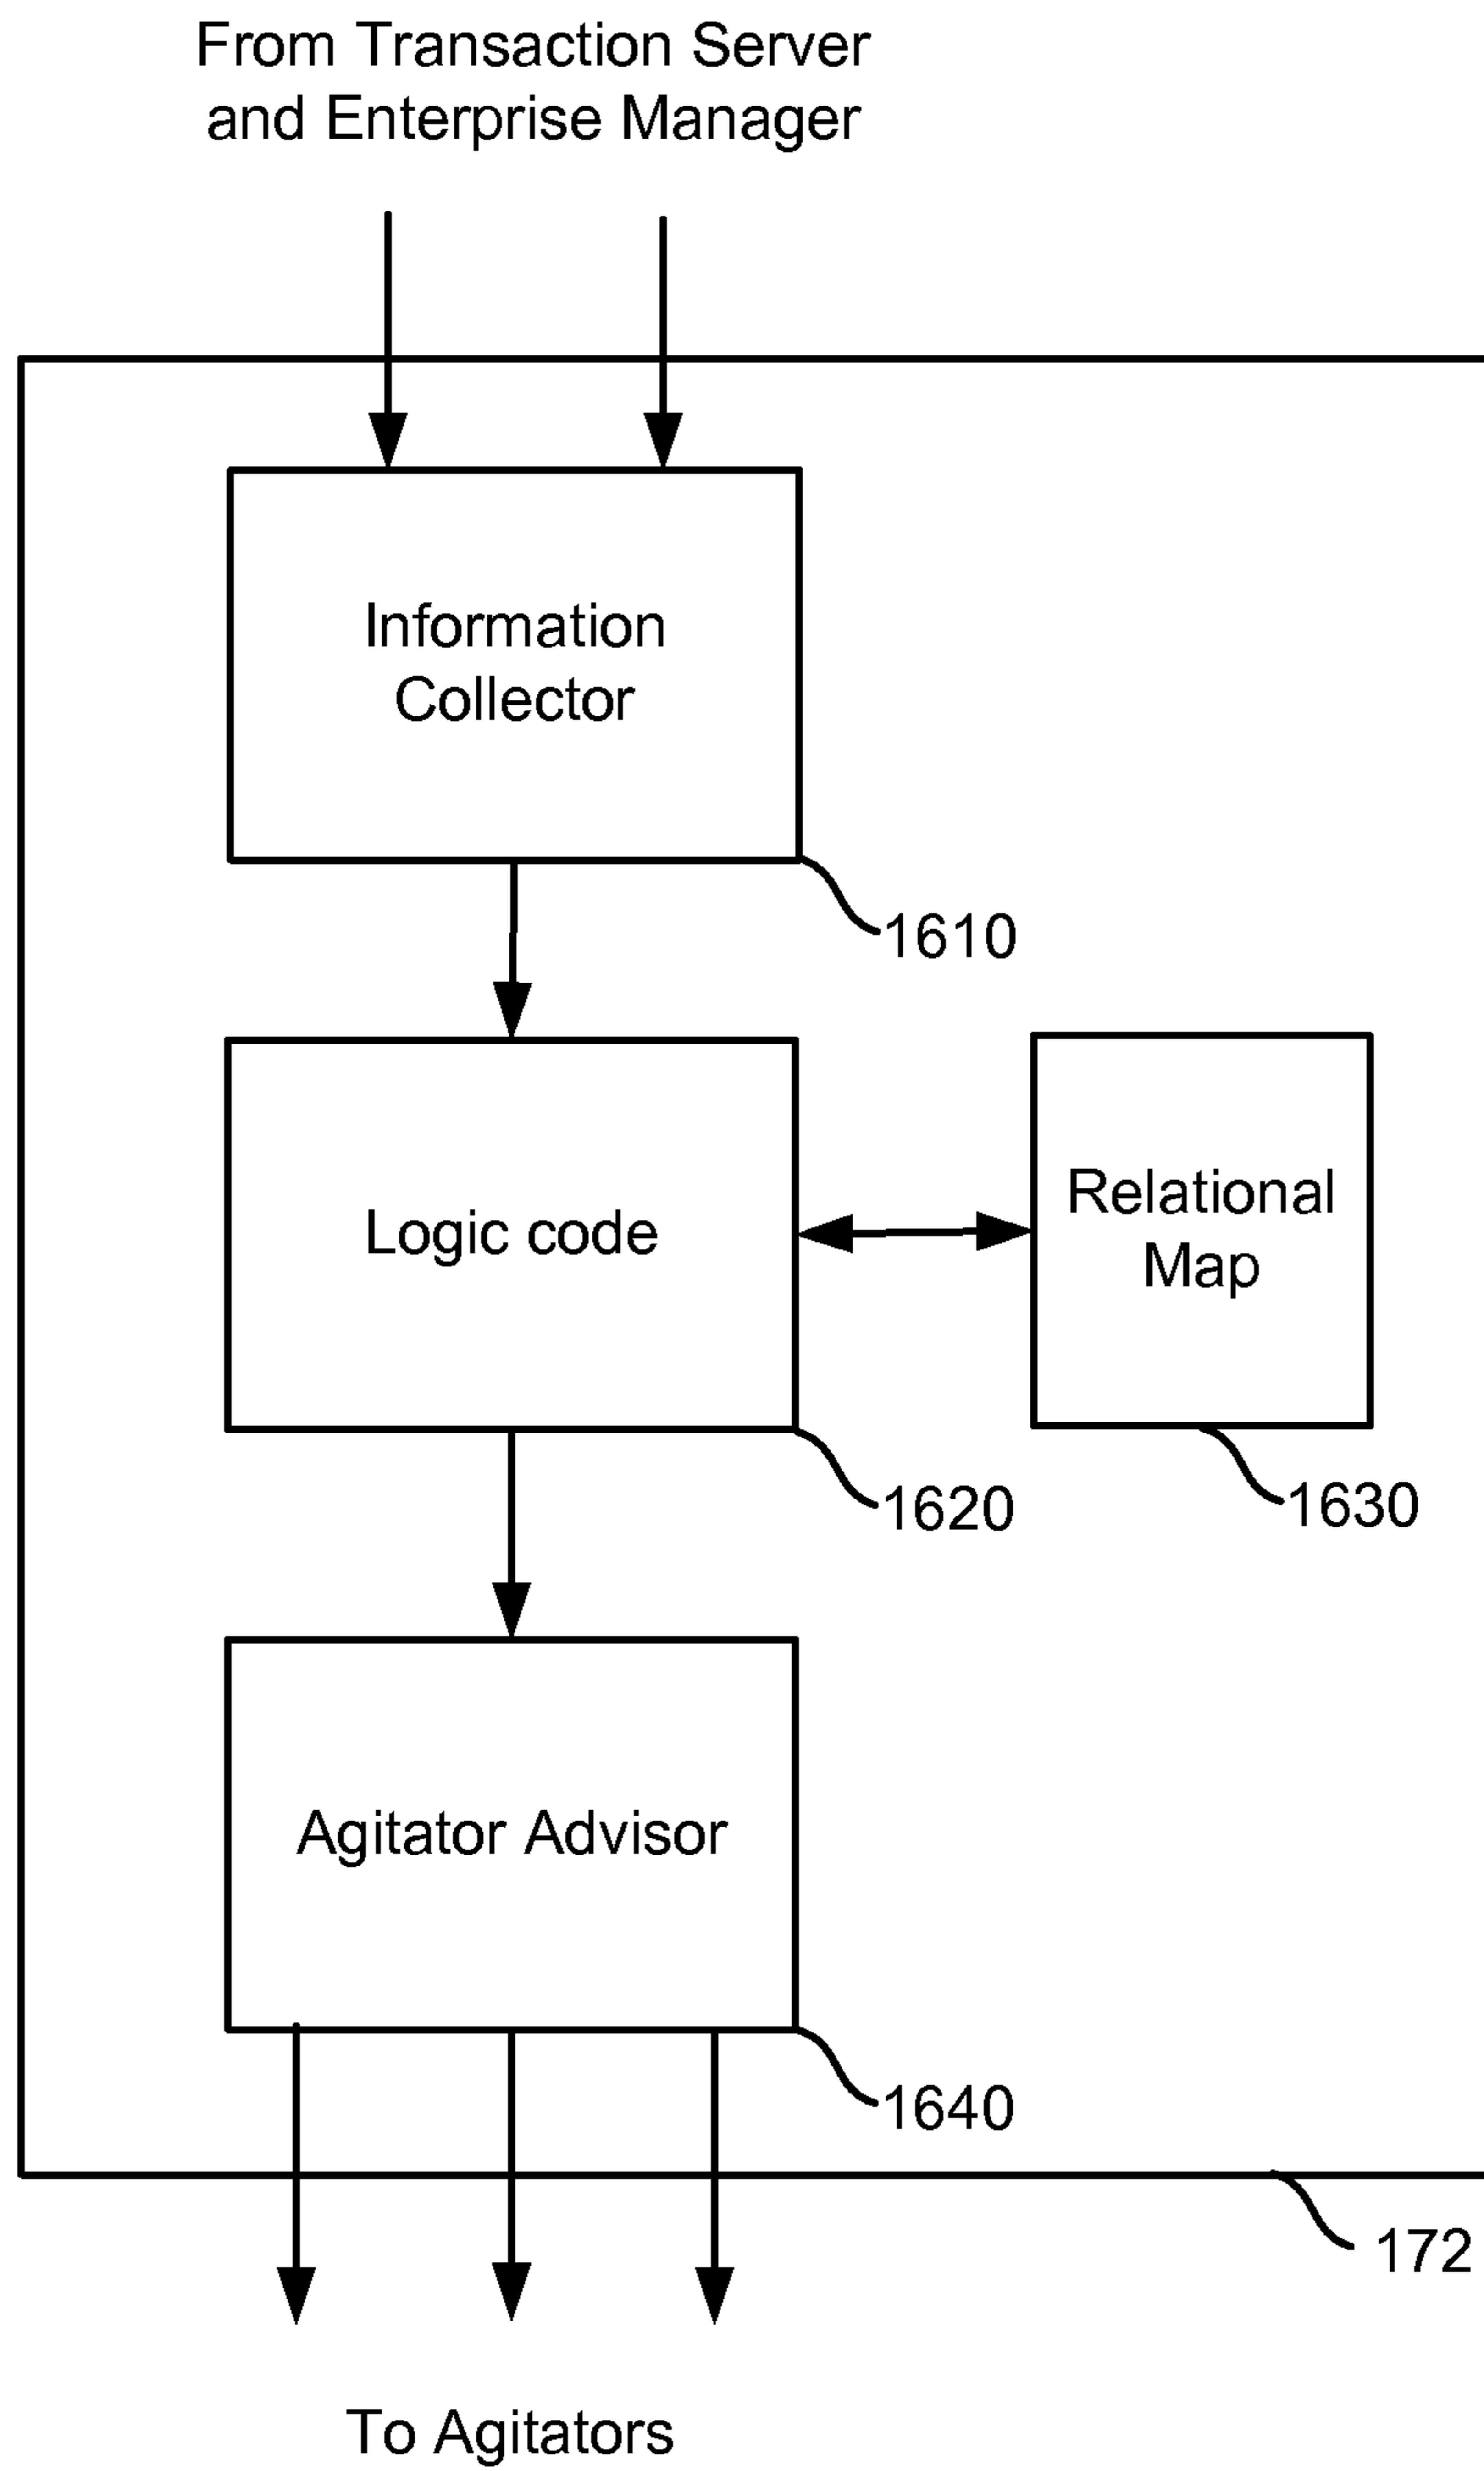 From Transaction Server
and Enterprise Manager
Information
Collector
1610
Logic code
Relational
Map
1620
1630
Agitator Advisor
1640
172
To Agitators